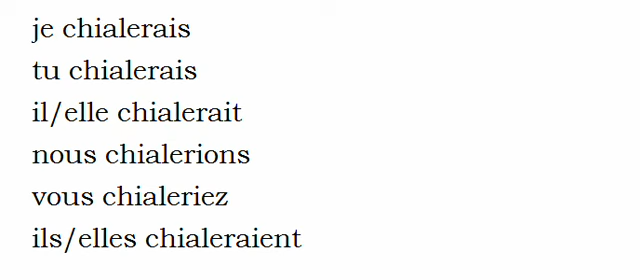 je chialerais
tu chialerais
il/elle chialerait
nous chialerions
vous chialeriez
ils/elles chialeraient